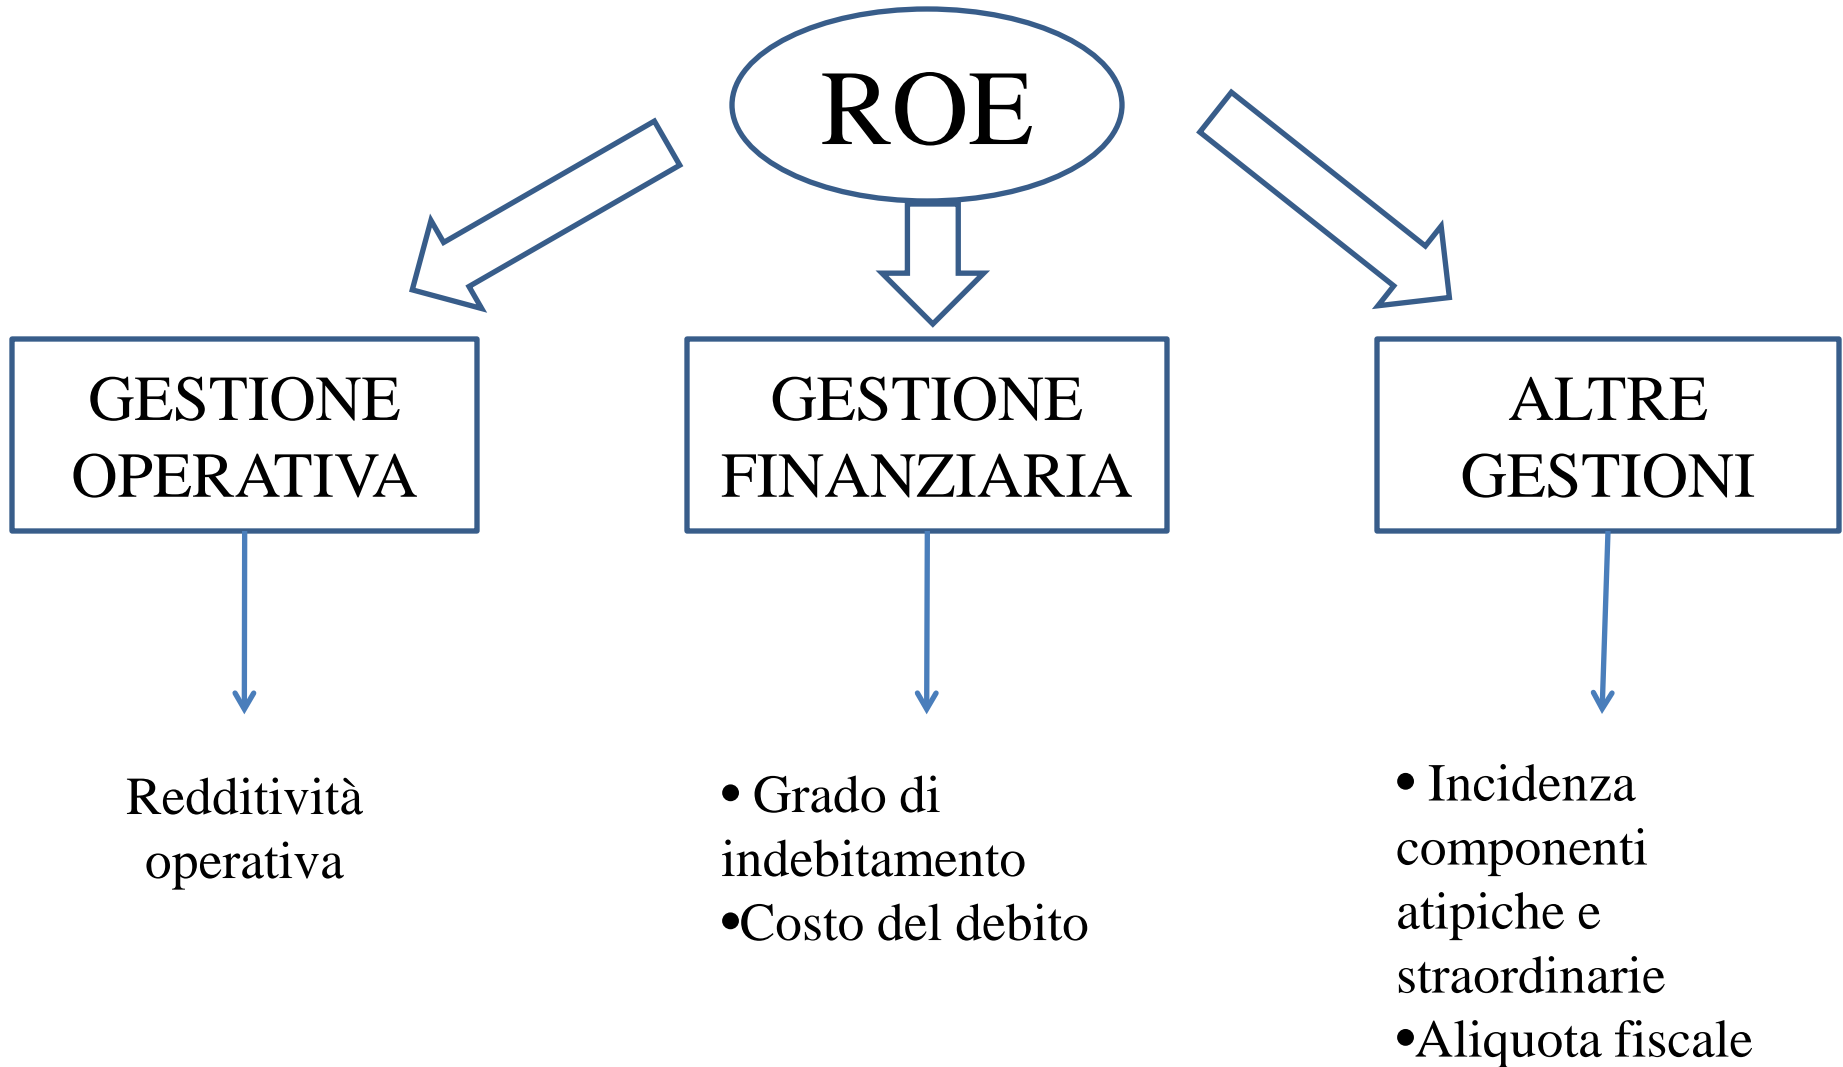 ROE
GESTIONE
OPERATIVA
GESTIONE
FINANZIARIA
ALTRE
GESTIONI
Redditività
operativa
• Grado di
indebitamento
•Costo del debito
• Incidenza
componenti
atipiche e
straordinarie
•Aliquota fiscale